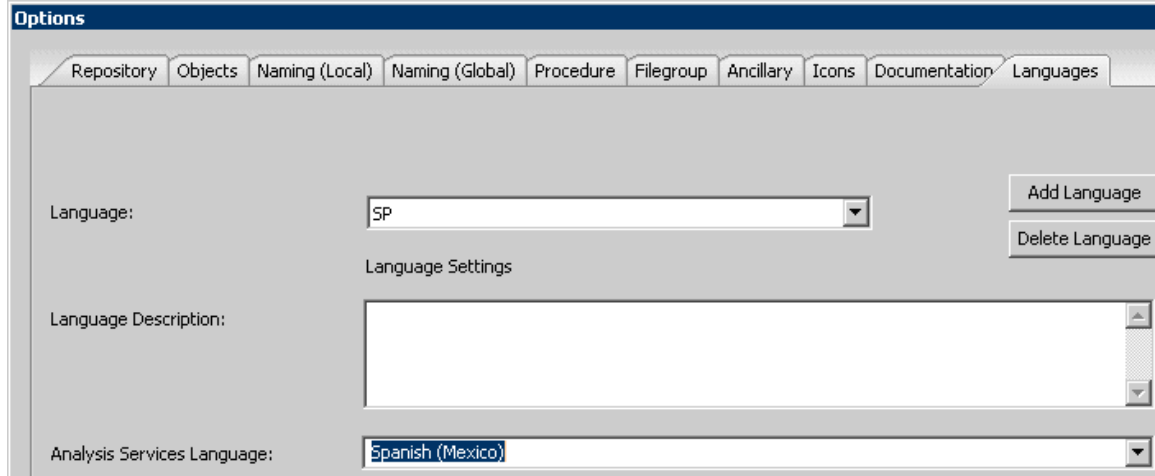 Options
Repository Objects Naming (Local) Naming (Global) Procedure Filegroup Ancillary Icons Documentation Languages
Add Language
Language: SP
Delete Language
Language Settings
Language Description:
Analysis Services Language: Spanish (Mexico)